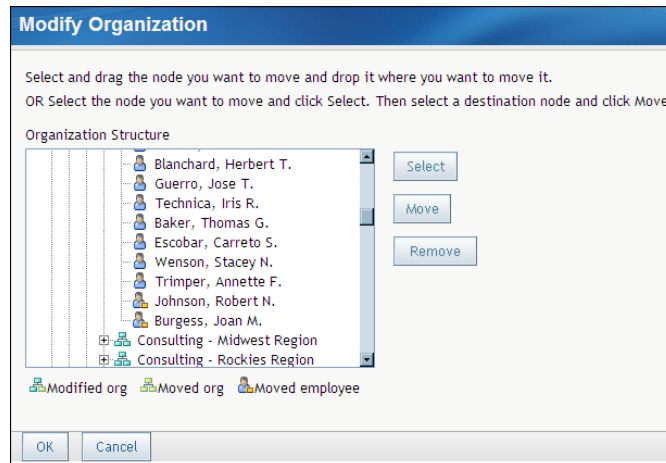 Modify Organization
Select and drag the node you want to move and drop it where you want to move it.
OR Select the node you want to move and click Select. Then select a destination node and click Move
Organization Structure
Blanchard, Herbert T.
Guerro, Jose T.
Technica, Iris R.
Baker, Thomas G.
Escobar, Carreto S.
Wenson, Stacey N.
Trimper, Annette F.
Johnson, Robert N.
Burgess, Joan M.
Consulting - Midwest Region
Consulting - Rockies Region
Select
Move
Remove
Modified org Moved org Moved employee
OK Cancel